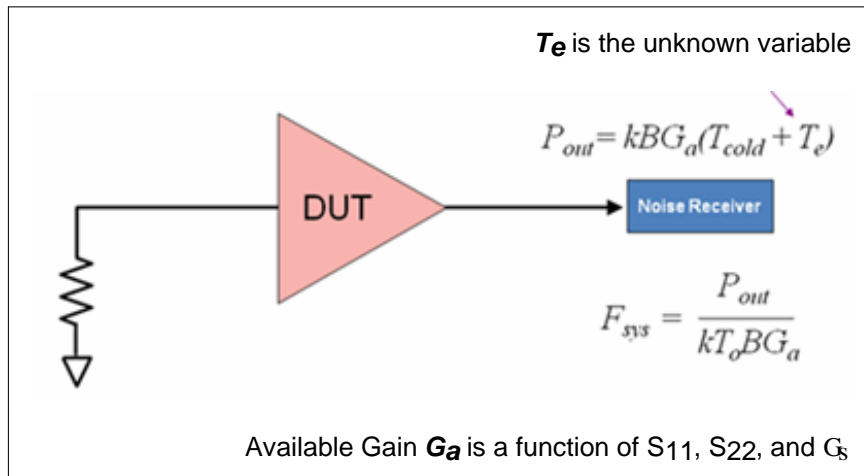 Te is the unknown variable
Pout = kBGa(Tcold + Te)
DUT
Noise Receiver
Fsys = Pout / kToBGa
Available Gain Ga is a function of S11, S22, and Gs